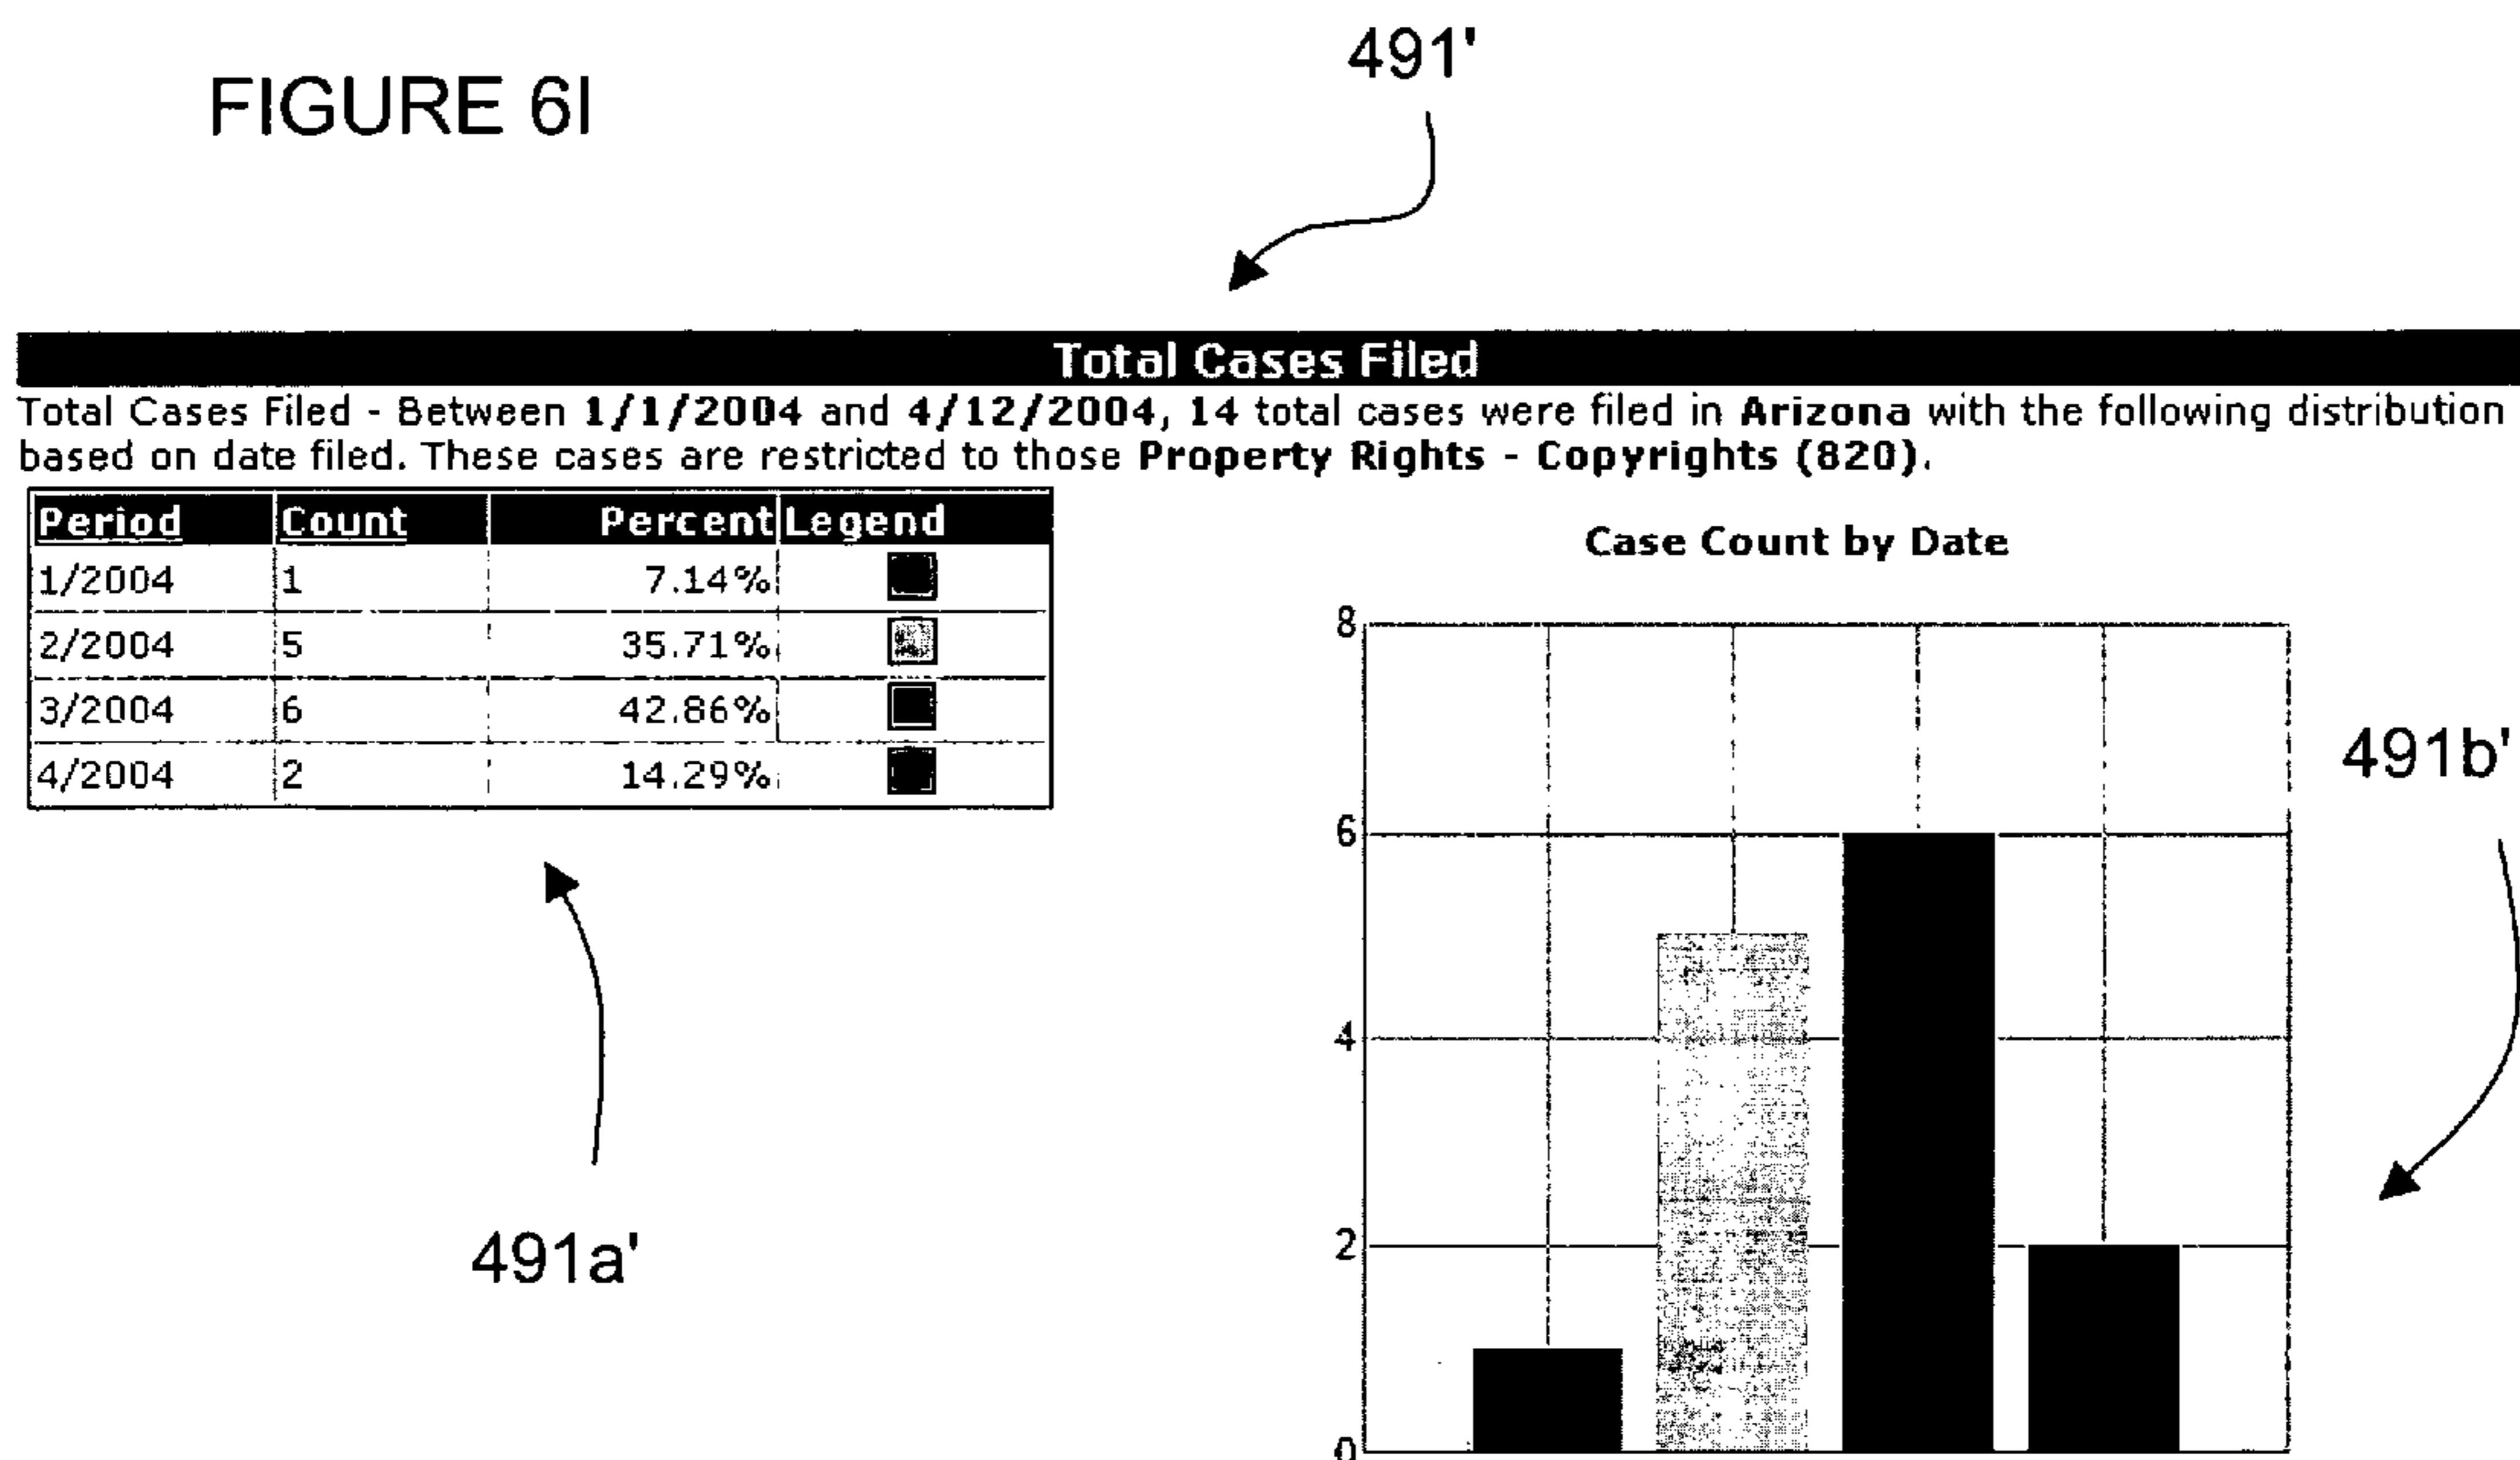 FIGURE 6I
491'
Total Cases Filed
Total Cases Filed - Between 1/1/2004 and 4/12/2004, 14 total cases were filed in Arizona with the following distribution
based on date filed. These cases are restricted to those Property Rights - Copyrights (820).
Period Count Percent Legend
1/2004 1 7.14%
2/2004 5 35.71%
3/2004 6 42.86%
4/2004 2 14.29%
491a'
Case Count by Date
8
6
4
2
0
491b'